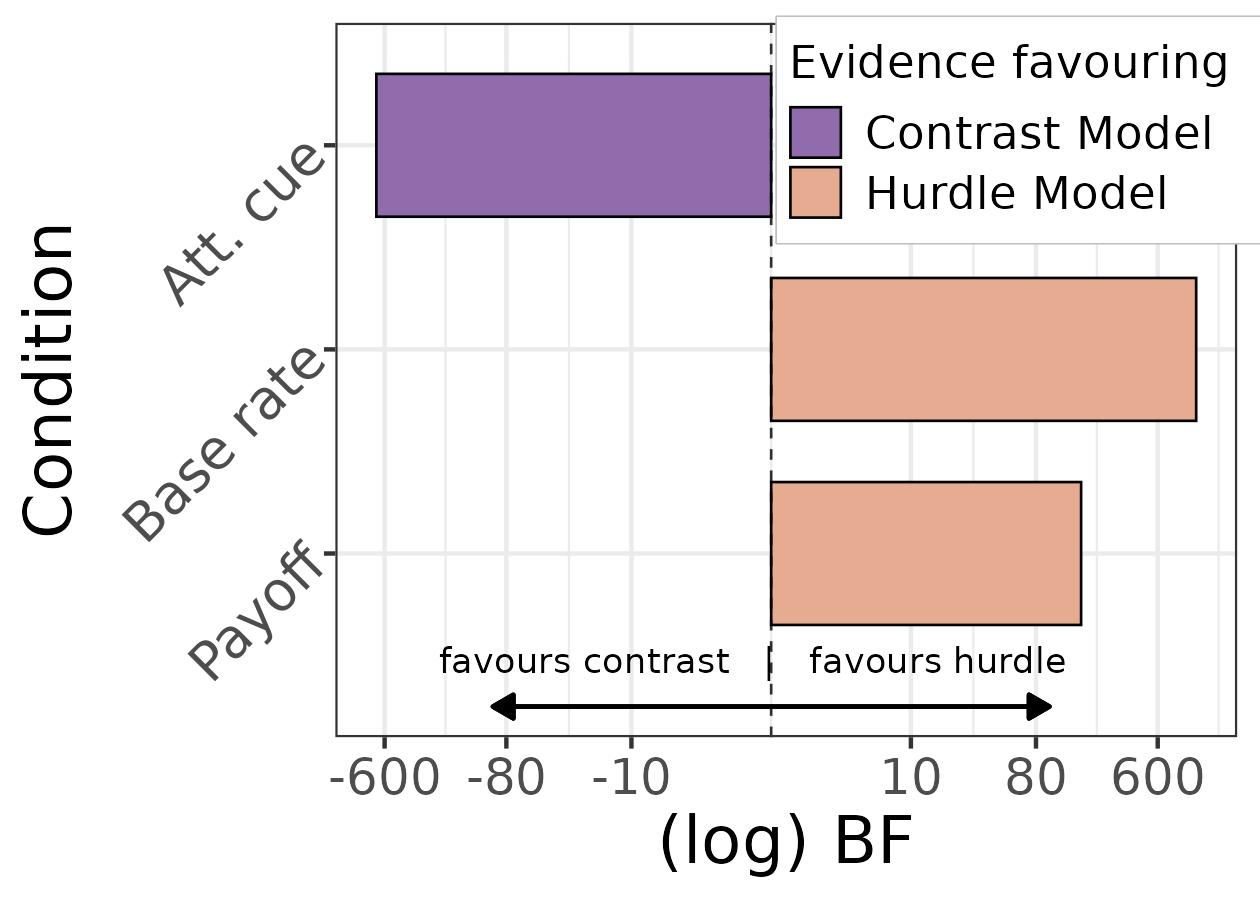 Evidence favouring
Contrast Model
Hurdle Model
Condition
Att. cue
Base rate
Payoff
favours contrast | favours hurdle
-600 -80 -10 10 80 600
(log) BF